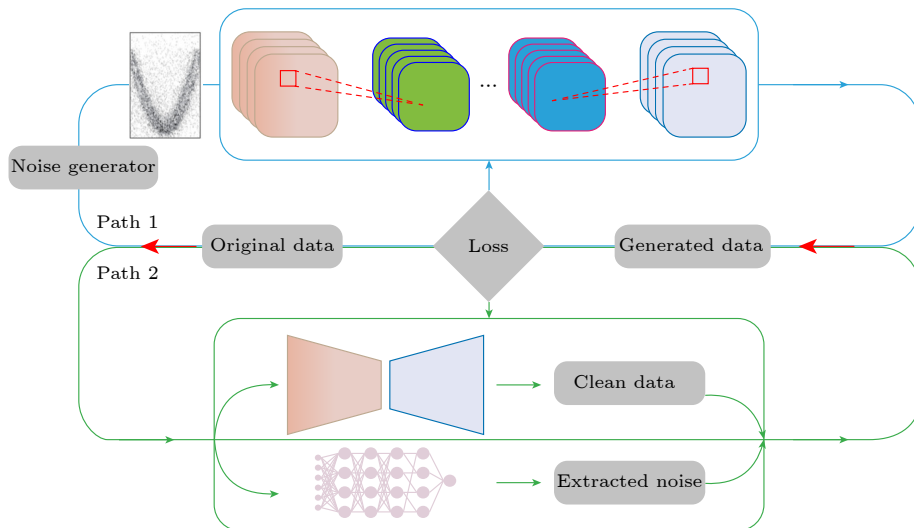 ...
Noise generator
Path 1
Original data
Loss
Generated data
Path 2
Clean data
Extracted noise